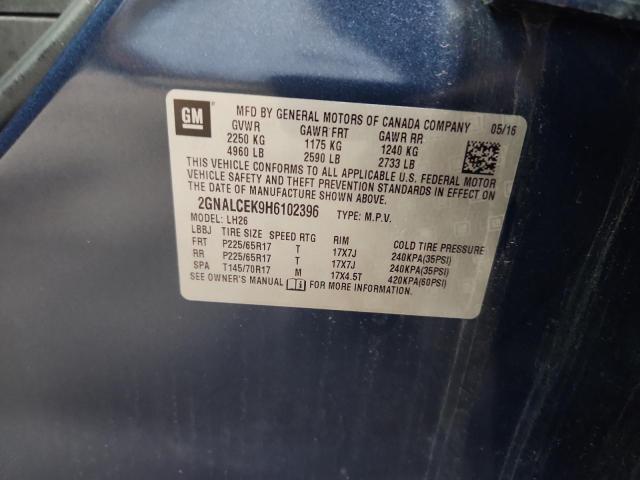 GM
MFD BY GENERAL MOTORS OF CANADA COMPANY 05/16
GVWR GAWR FRT GAWR RR
2250 KG 1175 KG 1240 KG
4960 LB 2590 LB 2733 LB
THIS VEHICLE CONFORMS TO ALL APPLICABLE U.S. FEDERAL MOTOR
VEHICLE SAFETY AND THEFT PREVENTION STANDARDS IN EFFECT ON
THE DATE OF MANUFACTURE SHOWN ABOVE.
2GNALCEK9H6102396 TYPE: M.P.V.
MODEL: LH26
LBBJ TIRE SIZE SPEED RTG RIM COLD TIRE PRESSURE
FRT P225/65R17 T 17X7J 240KPA(35PSI)
RR P225/65R17 T 17X7J 240KPA(35PSI)
SPA T145/70R17 M 17X4.5T 420KPA(60PSI)
SEE OWNER'S MANUAL FOR MORE INFORMATION.